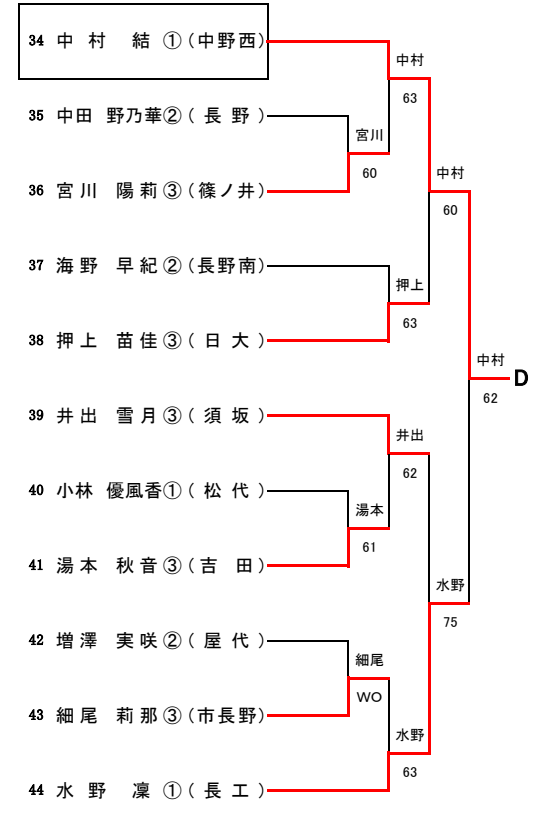 34 中村 結 ① (中野西)
中村
63
35 中田 野乃華② (長野)
宮川
60
36 宮川 陽莉③ (篠ノ井)
中村
60
37 海野 早紀② (長野南)
押上
63
38 押上 苗佳③ (日大)
中村
D
62
39 井出 雪月③ (須坂)
井出
62
40 小林 優風香① (松代)
湯本
61
41 湯本 秋音③ (吉田)
水野
75
42 増澤 実咲② (屋代)
細尾
WO
43 細尾 莉那③ (市長野)
水野
63
44 水野 凜 ① (長工)